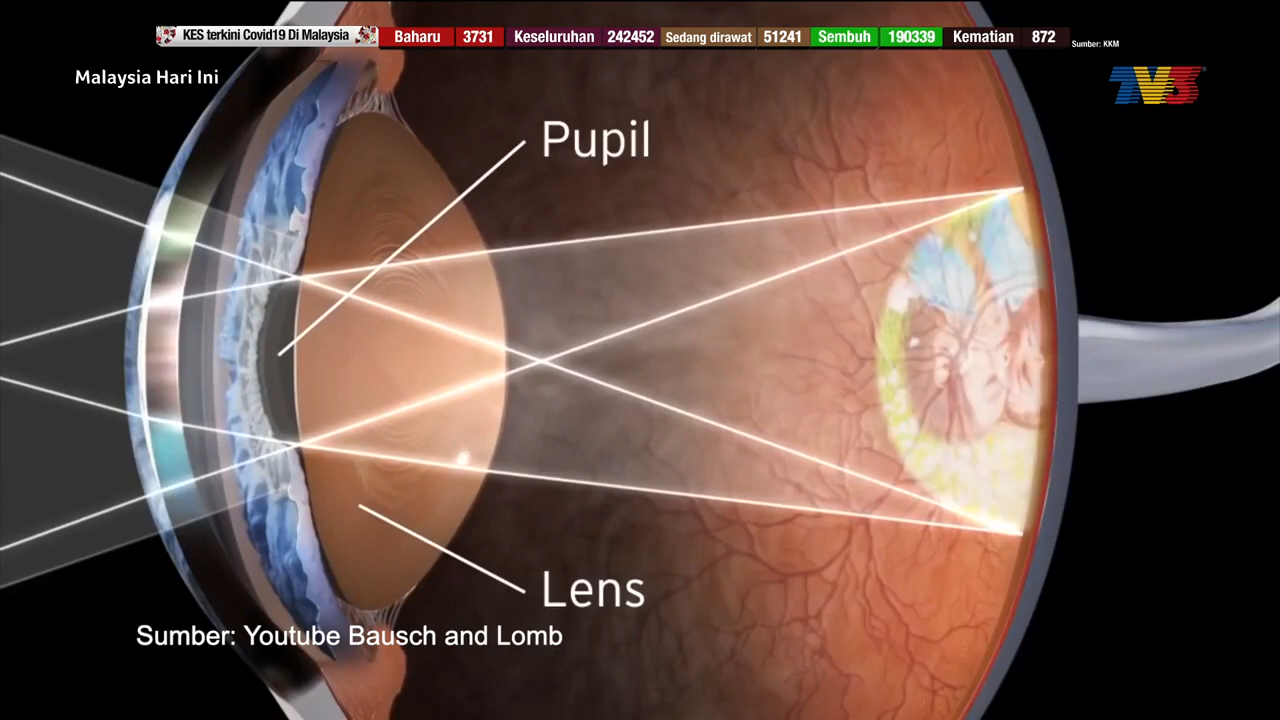 KES terkini Covid19 Di Malaysia Baharu 3731 Keseluruhan 242452 Sedang dirawat 51241 Sembuh 190339 Kematian 872
Sumber: KKM
Malaysia Hari Ini
TV3
Pupil
Lens
Sumber: Youtube Bausch and Lomb